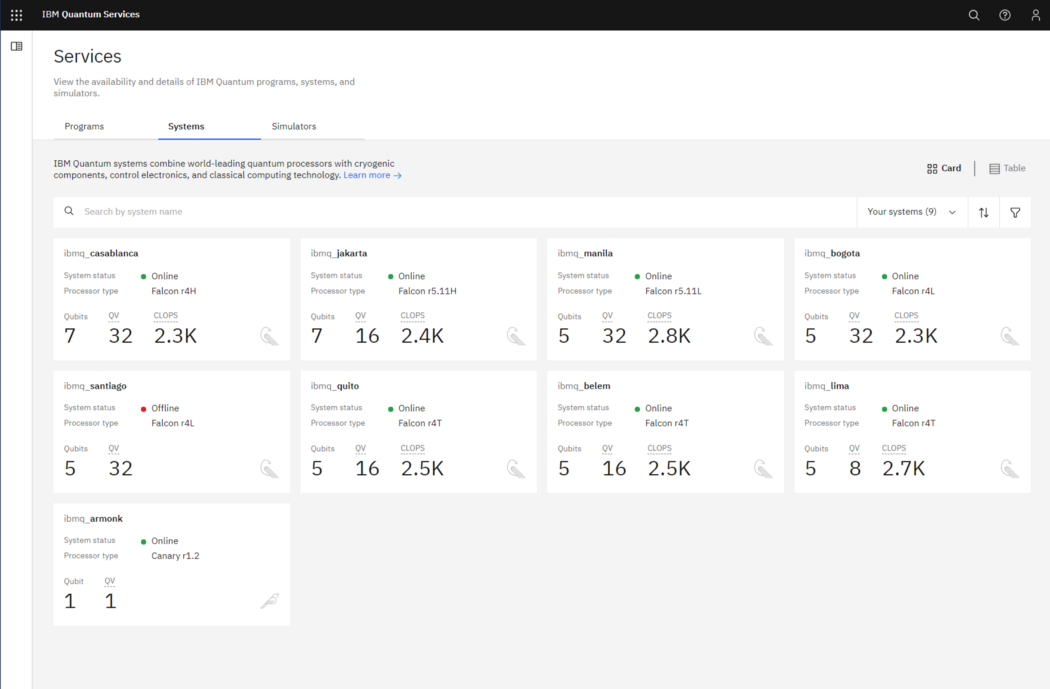 IBM Quantum Services
Services
View the availability and details of IBM Quantum programs, systems, and
simulators.
Programs Systems Simulators
IBM Quantum systems combine world-leading quantum processors with cryogenic
components, control electronics, and classical computing technology. Learn more →
Card Table
Search by system name Your systems (9)
ibmq_casablanca
System status Online
Processor type Falcon r4H
Qubits QV CLOPS
7 32 2.3K
ibmq_jakarta
System status Online
Processor type Falcon r5.11H
Qubits QV CLOPS
7 16 2.4K
ibmq_manila
System status Online
Processor type Falcon r5.11L
Qubits QV CLOPS
5 32 2.8K
ibmq_bogota
System status Online
Processor type Falcon r4L
Qubits QV CLOPS
5 32 2.3K
ibmq_santiago
System status Offline
Processor type Falcon r4L
Qubits QV
5 32
ibmq_quito
System status Online
Processor type Falcon r4T
Qubits QV CLOPS
5 16 2.5K
ibmq_belem
System status Online
Processor type Falcon r4T
Qubits QV CLOPS
5 16 2.5K
ibmq_lima
System status Online
Processor type Falcon r4T
Qubits QV CLOPS
5 8 2.7K
ibmq_armonk
System status Online
Processor type Canary r1.2
Qubit QV
1 1